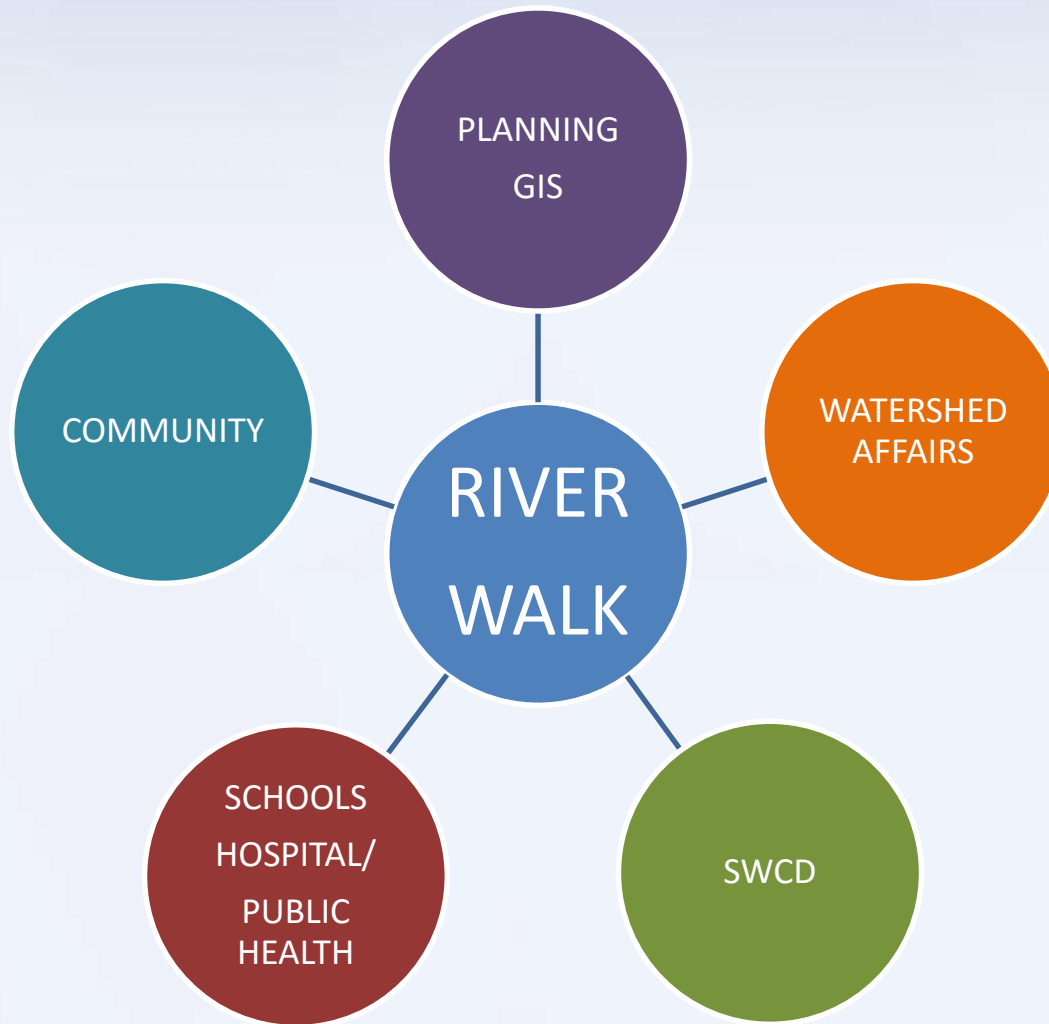 PLANNING
GIS
COMMUNITY
WATERSHED
AFFAIRS
RIVER
WALK
SCHOOLS
HOSPITAL/
PUBLIC
HEALTH
SWCD